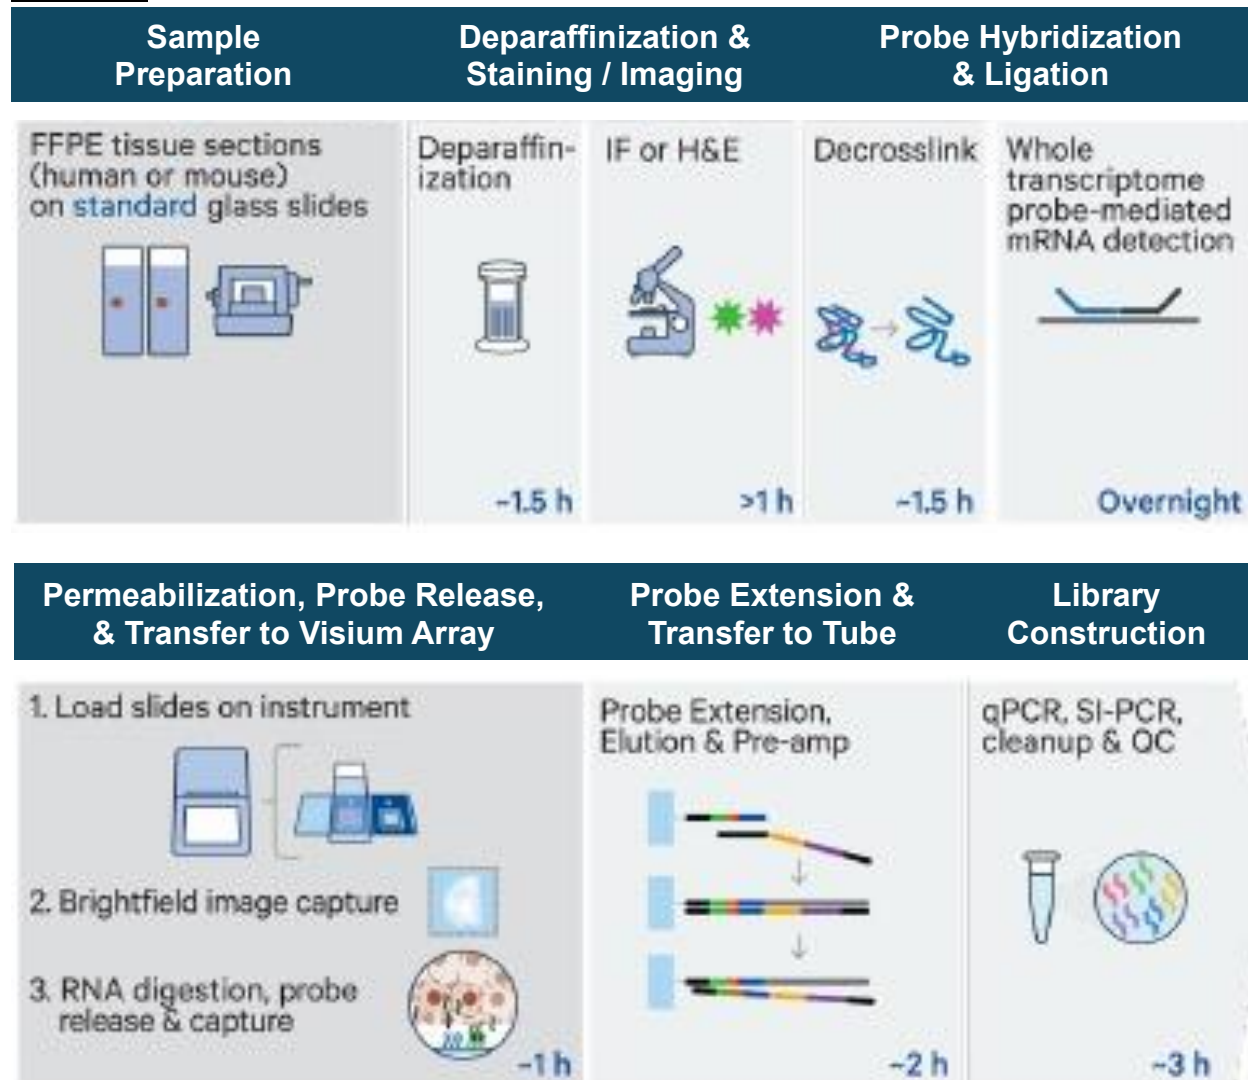 Sample
Preparation
Deparaffinization &
Staining / Imaging
Probe Hybridization
& Ligation
FFPE tissue sections
(human or mouse)
on standard glass slides
Deparaffin-
ization
~1.5 h
IF or H&E
>1 h
Decrosslink
~1.5 h
Whole
transcriptome
probe-mediated
mRNA detection
Overnight
Permeabilization, Probe Release,
& Transfer to Visium Array
Probe Extension &
Transfer to Tube
Library
Construction
1. Load slides on instrument
2. Brightfield image capture
3. RNA digestion, probe
release & capture
~1 h
Probe Extension,
Elution & Pre-amp
~2 h
qPCR, SI-PCR,
cleanup & QC
~3 h